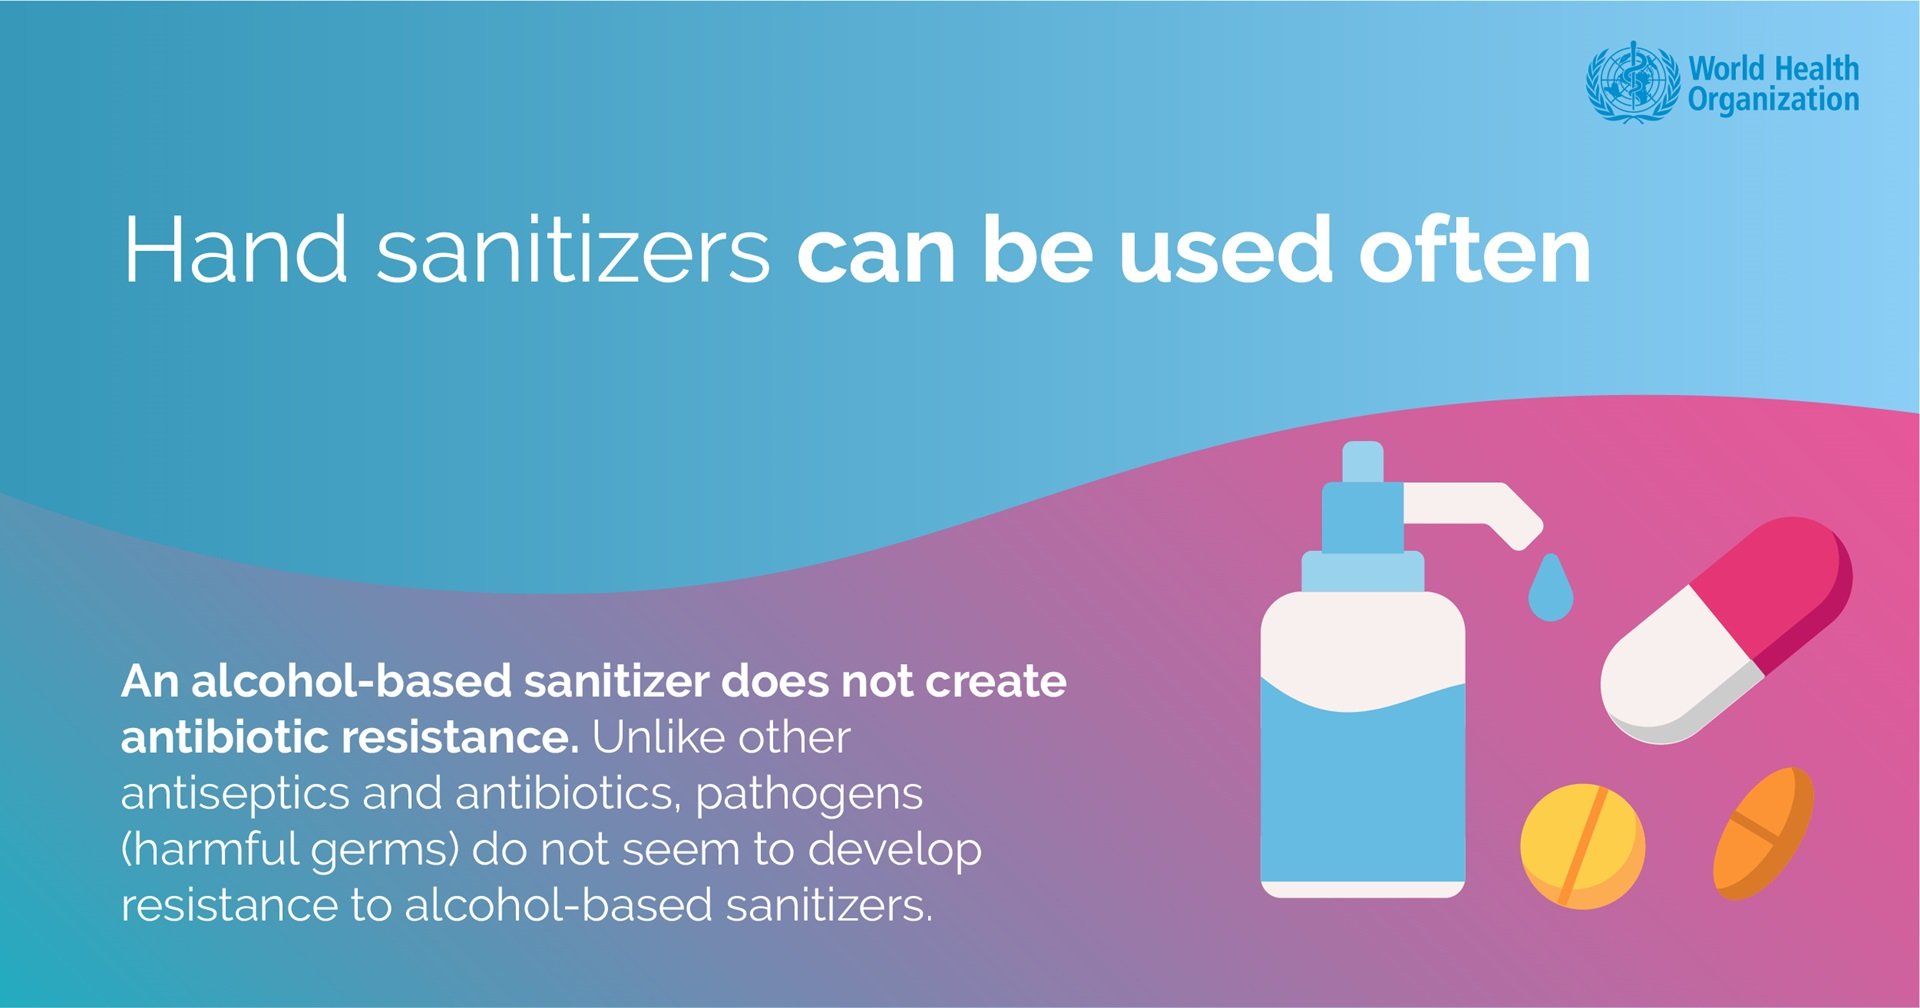 World Health
Organization
Hand sanitizers can be used often
An alcohol-based sanitizer does not create
antibiotic resistance. Unlike other
antiseptics and antibiotics, pathogens
(harmful germs) do not seem to develop
resistance to alcohol-based sanitizers.